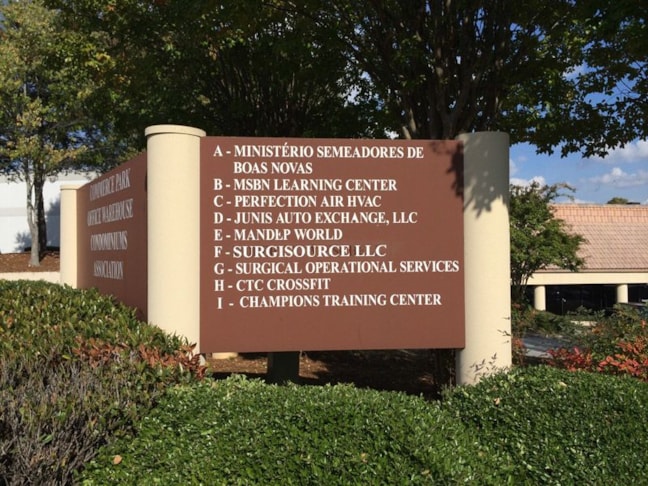 COMMERCE PARK
OFFICE WAREHOUSE
CONDOMINIUMS
ASSOCIATION
A - MINISTÉRIO SEMEADORES DE
BOAS NOVAS
B - MSBN LEARNING CENTER
C - PERFECTION AIR HVAC
D - JUNIS AUTO EXCHANGE, LLC
E - MANDLP WORLD
F - SURGISOURCE LLC
G - SURGICAL OPERATIONAL SERVICES
H - CTC CROSSFIT
I - CHAMPIONS TRAINING CENTER